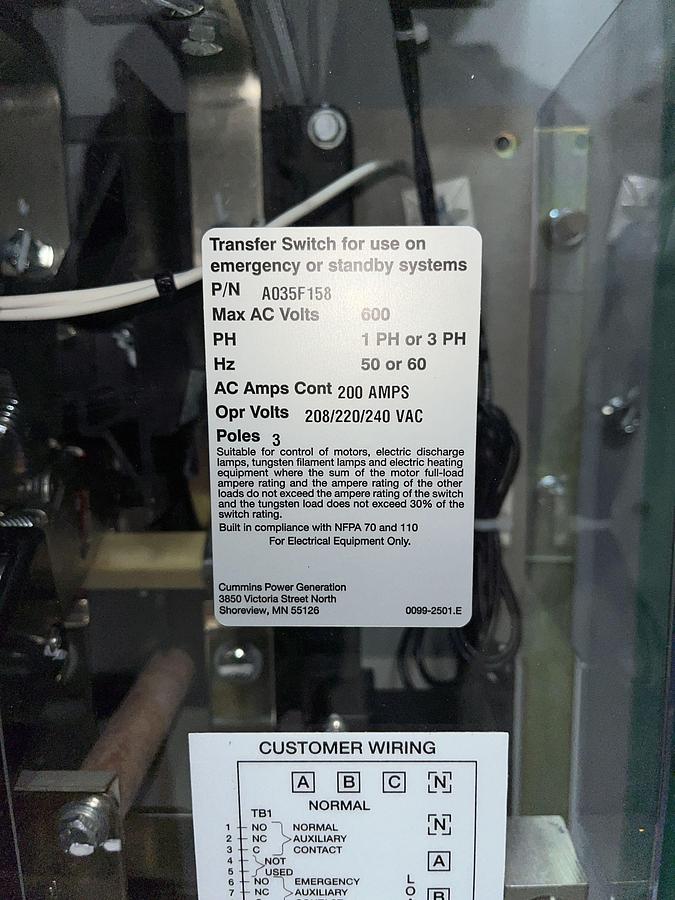 Transfer Switch for use on
emergency or standby systems
P/N A035F158
Max AC Volts 600
PH 1 PH or 3 PH
Hz 50 or 60
AC Amps Cont 200 AMPS
Opr Volts 208/220/240 VAC
Poles 3
Suitable for control of motors, electric discharge
lamps, tungsten filament lamps and electric heating
equipment where the sum of the motor full-load
ampere rating and the ampere rating of the other
loads do not exceed the ampere rating of the switch
and the tungsten load does not exceed 30% of the
switch rating.
Built in compliance with NFPA 70 and 110
For Electrical Equipment Only.
Cummins Power Generation
3850 Victoria Street North
Shoreview, MN 55126 0099-2501.E
CUSTOMER WIRING
A B C N
NORMAL
N
TB1
1 NO NORMAL
2 NC AUXILIARY
3 C CONTACT
A
4 NOT
5 USED
6 NO EMERGENCY L
7 NC AUXILIARY O B